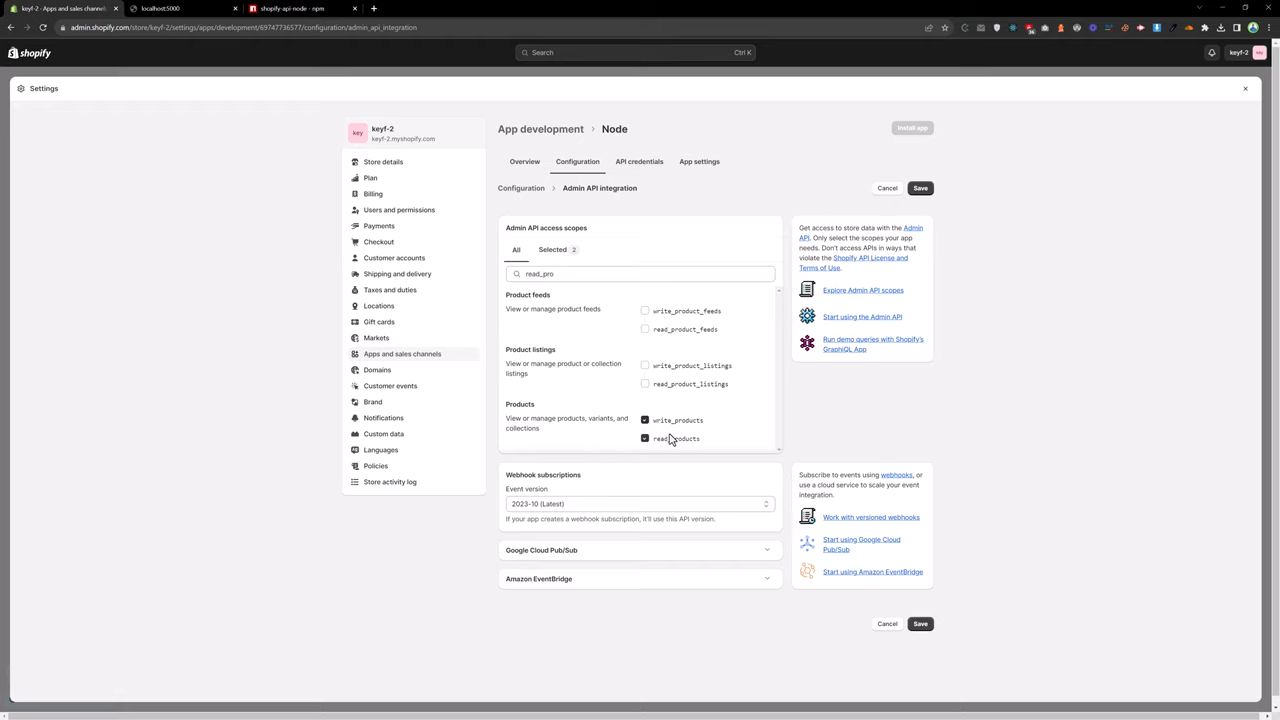 keyf-2 - Apps and sales channels
localhost:5000
shopify-api-node - npm
admin.shopify.com/store/keyf-2/settings/apps/development/69747736577/configuration/admin_api_integration
shopify
Search
Ctrl K
keyf-2
key
Settings
key
keyf-2
keyf-2.myshopify.com
Store details
Plan
Billing
Users and permissions
Payments
Checkout
Customer accounts
Shipping and delivery
Taxes and duties
Locations
Gift cards
Markets
Apps and sales channels
Domains
Customer events
Brand
Notifications
Custom data
Languages
Policies
Store activity log
App development > Node
Install app
Overview
Configuration
API credentials
App settings
Configuration > Admin API integration
Cancel
Save
Admin API access scopes
All
Selected 2
read_pro
Product feeds
View or manage product feeds
write_product_feeds
read_product_feeds
Product listings
View or manage product or collection
listings
write_product_listings
read_product_listings
Products
View or manage products, variants, and
collections
write_products
read_products
Get access to store data with the Admin
API. Only select the scopes your app
needs. Don't access APIs in ways that
violate the Shopify API License and
Terms of Use.
Explore Admin API scopes
Start using the Admin API
Run demo queries with Shopify's
GraphiQL App
Webhook subscriptions
Event version
2023-10 (Latest)
If your app creates a webhook subscription, it'll use this API version.
Google Cloud Pub/Sub
Amazon EventBridge
Subscribe to events using webhooks, or
use a cloud service to scale your event
integration.
Work with versioned webhooks
Start using Google Cloud
Pub/Sub
Start using Amazon EventBridge
Cancel
Save